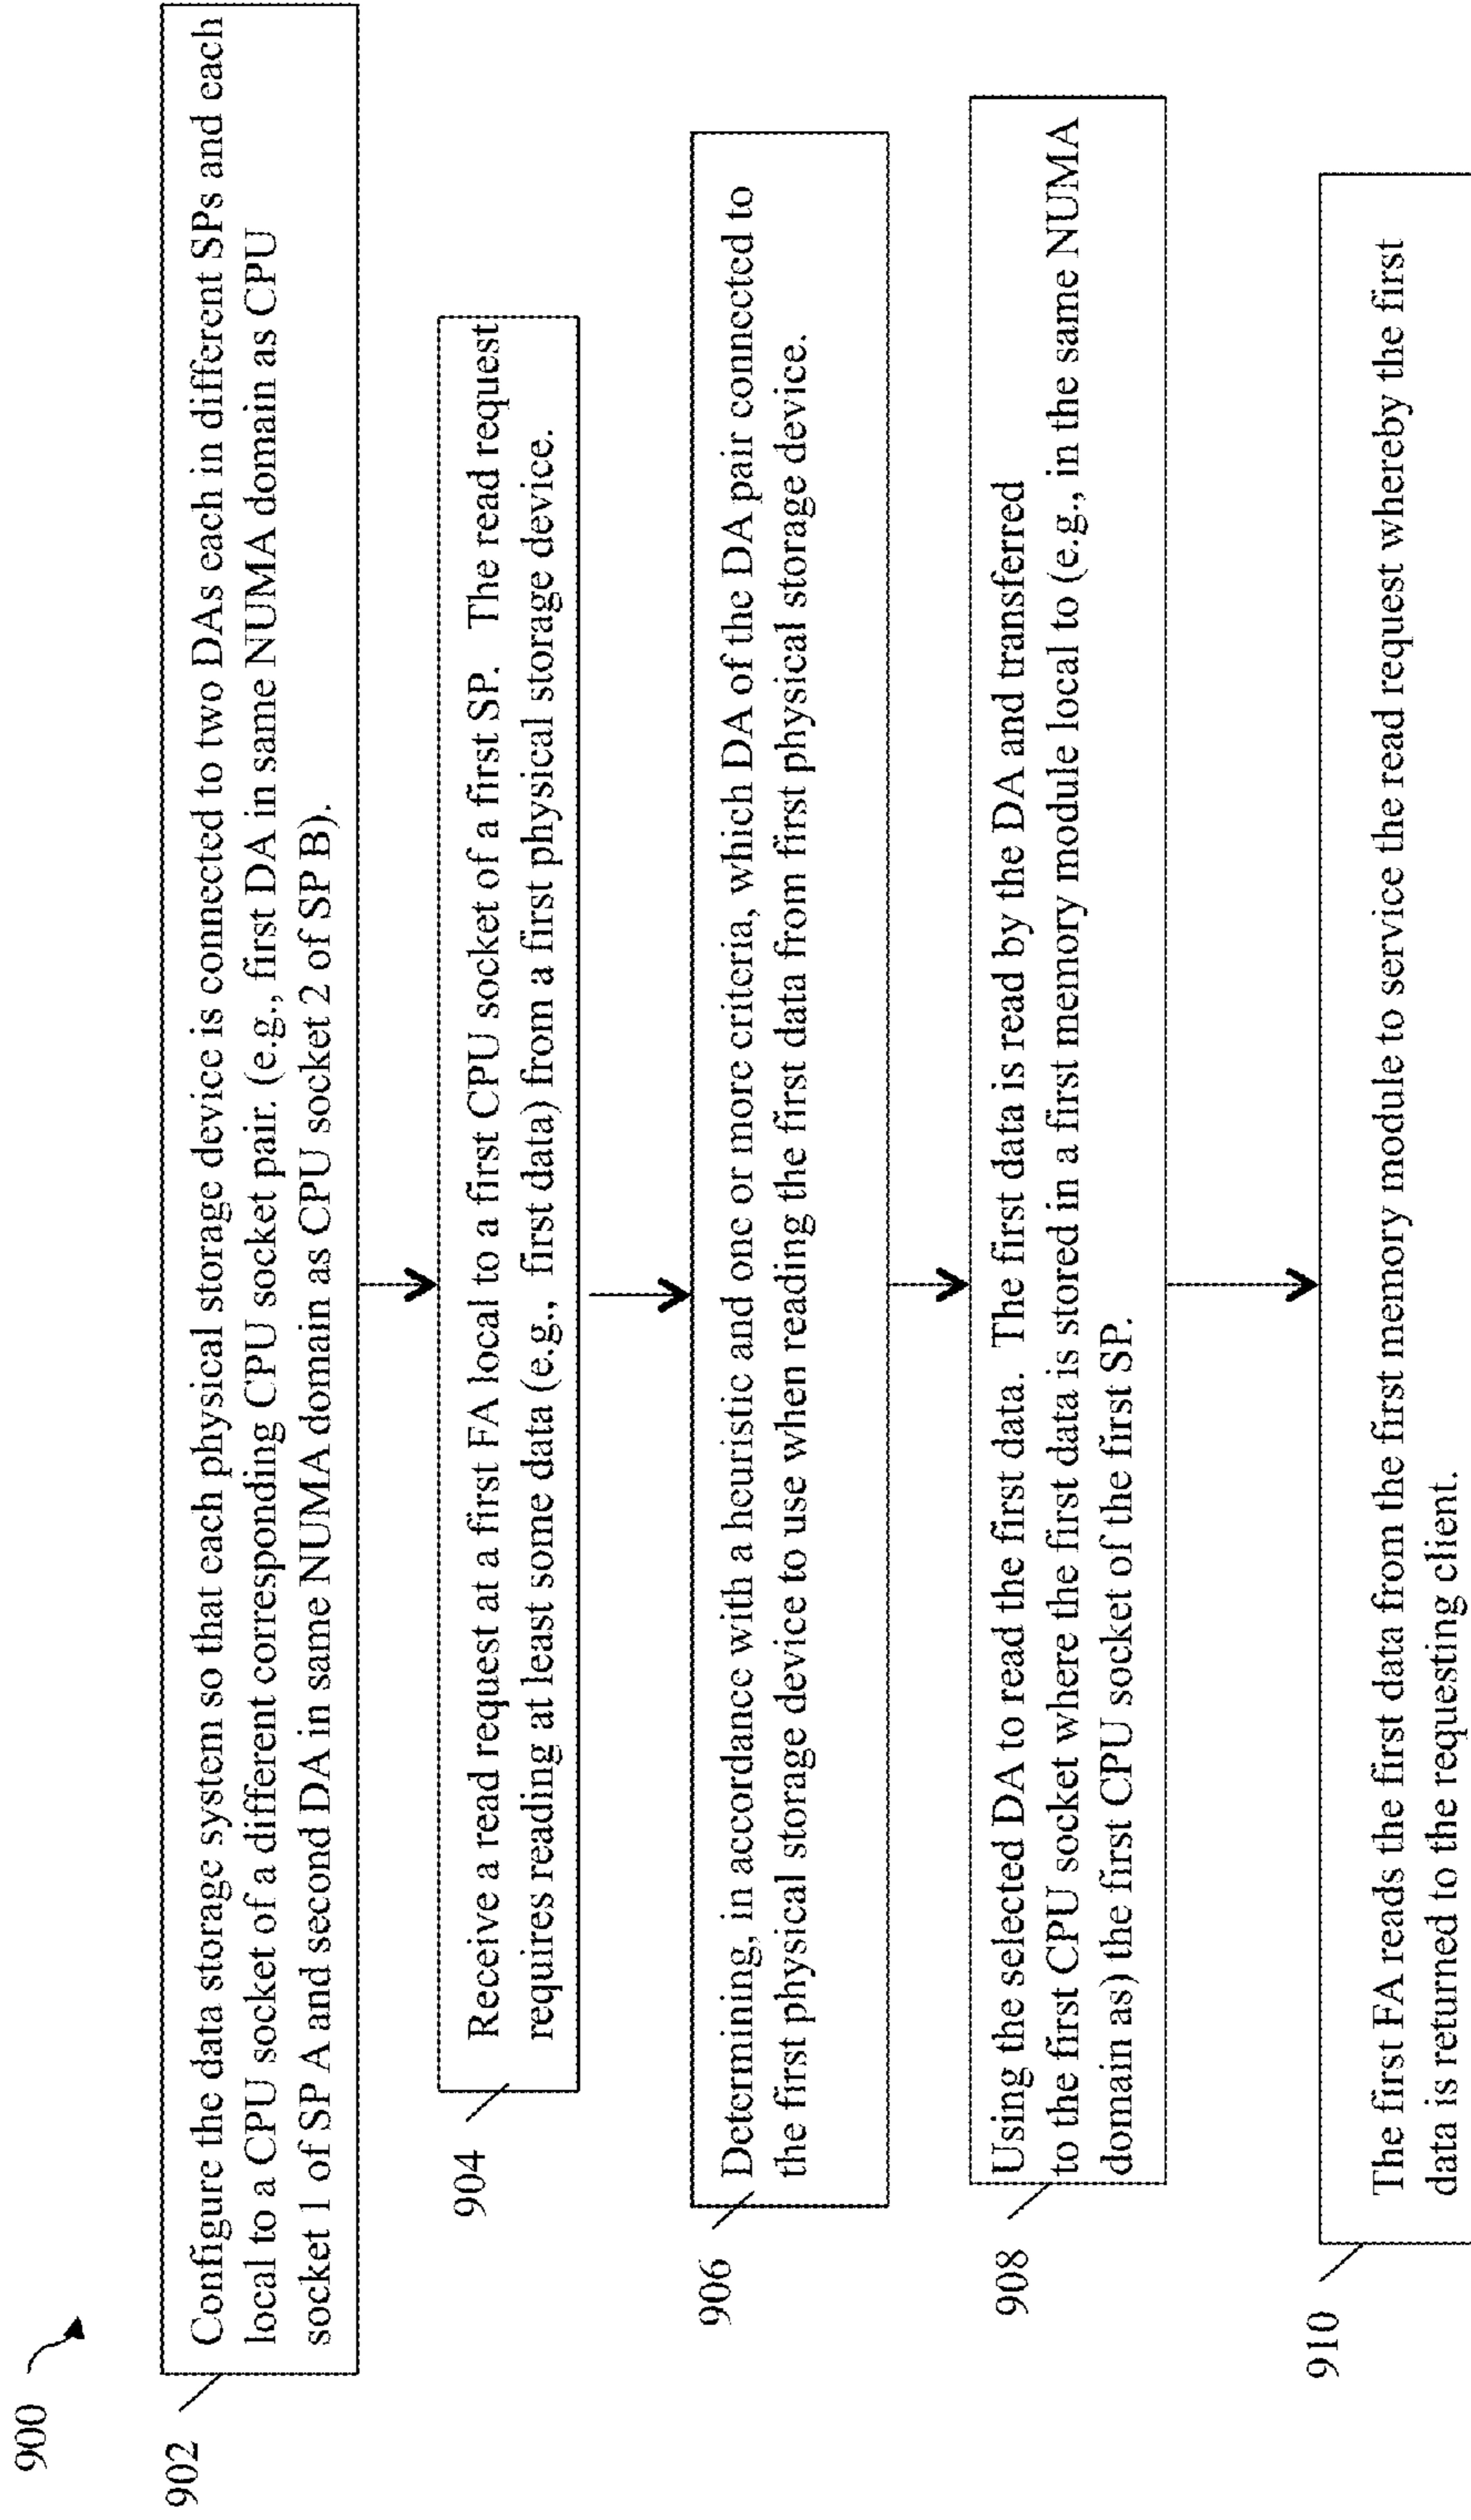 900
902
Configure the data storage system so that each physical storage device is connected to two DAs each in different SPs and each
local to a CPU socket of a different corresponding CPU socket pair. (e.g., first DA in same NUMA domain as CPU
socket 1 of SP A and second DA in same NUMA domain as CPU socket 2 of SP B).
904
Receive a read request at a first FA local to a first CPU socket of a first SP. The read request
requires reading at least some data (e.g., first data) from a first physical storage device.
906
Determining, in accordance with a heuristic and one or more criteria, which DA of the DA pair connected to
the first physical storage device to use when reading the first data from first physical storage device.
908
Using the selected DA to read the first data. The first data is read by the DA and transferred
to the first CPU socket where the first data is stored in a first memory module local to (e.g., in the same NUMA
domain as) the first CPU socket of the first SP.
910
The first FA reads the first data from the first memory module to service the read request whereby the first
data is returned to the requesting client.